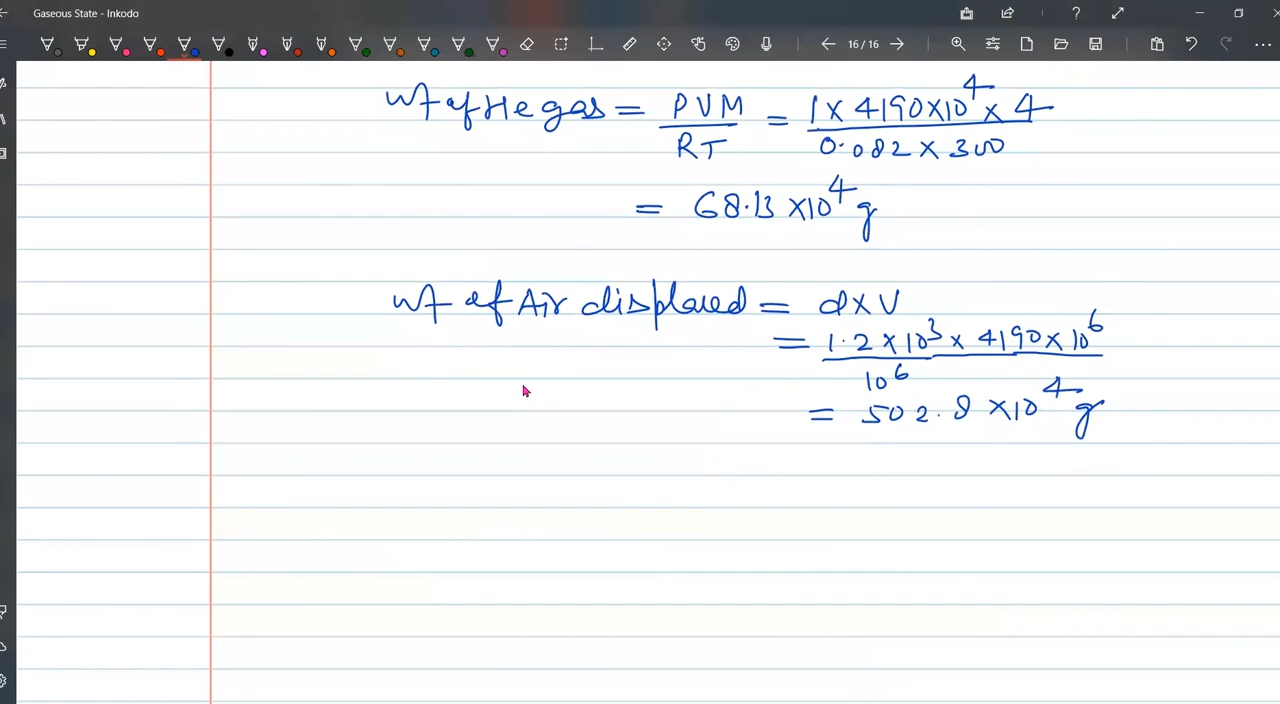 Gaseous State - Inkodo
16/16
wt of He gas = PVM / RT = 1 × 4190 × 10^4 × 4 / 0.082 × 300
= 68.13 × 10^4 g
wt of Air displaced = d × V
= 1.2 × 10^3 × 4190 × 10^6 / 10^6
= 502.8 × 10^4 g